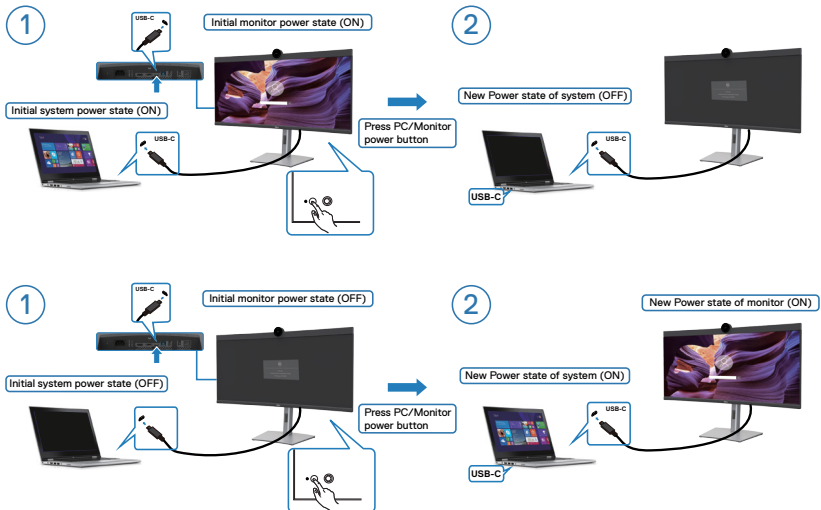 1
USB-C
Initial monitor power state (ON)
Initial system power state (ON)
USB-C
Press PC/Monitor
power button
2
New Power state of system (OFF)
USB-C
USB-C
1
USB-C
Initial monitor power state (OFF)
Initial system power state (OFF)
USB-C
Press PC/Monitor
power button
2
New Power state of monitor (ON)
New Power state of system (ON)
USB-C
USB-C